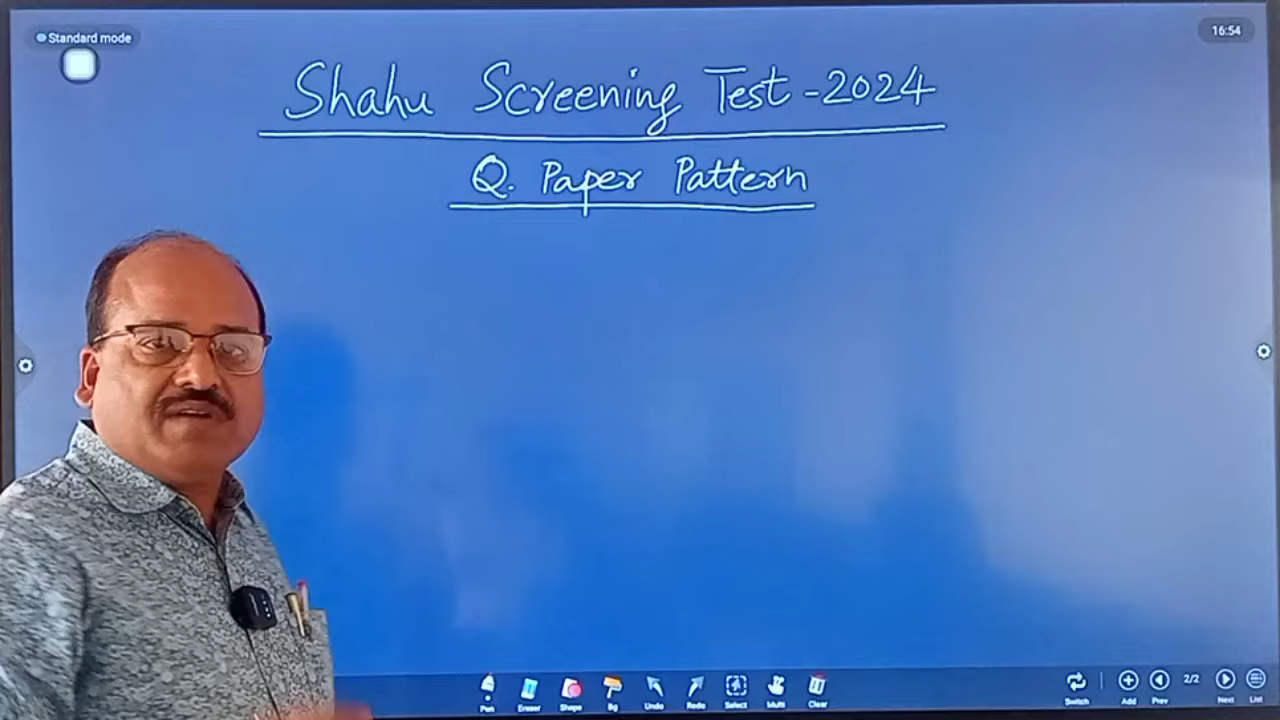 Standard mode
16:54
Shahu Screening Test -2024
Q. Paper Pattern
Pen Eraser Shape Bg Undo Redo Select Multi Clear
Switch Add Prev 2/2 Next List